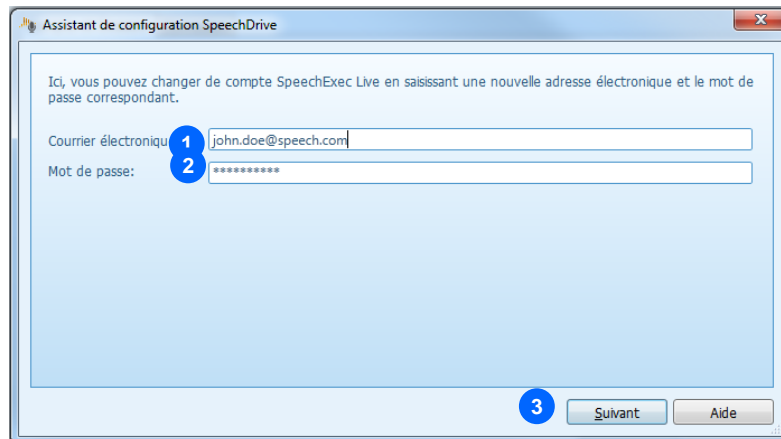 Assistant de configuration SpeechDrive
Ici, vous pouvez changer de compte SpeechExec Live en saisissant une nouvelle adresse électronique et le mot de
passe correspondant.
Courrier électroniqu 1 john.doe@speech.com
Mot de passe: 2 **********
3 Suivant Aide